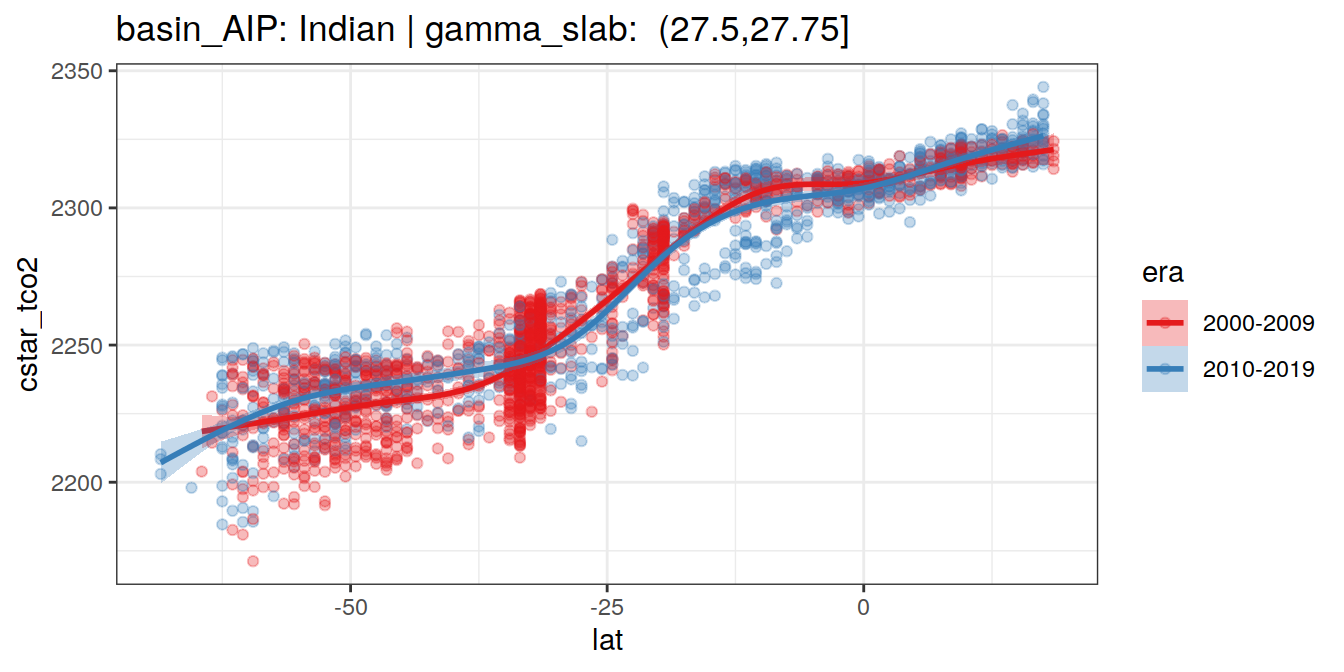 basin_AIP: Indian | gamma_slab:  (27.5,27.75]
2350
2300
2250
2200
cstar_tco2
-50
-25
0
lat
era
2000-2009
2010-2019